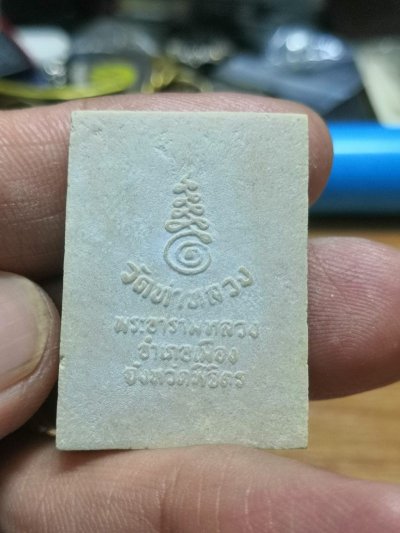 วัดท่าหลวง
พระอารามหลวง
อำเภอเมือง
จังหวัดพิจิตร